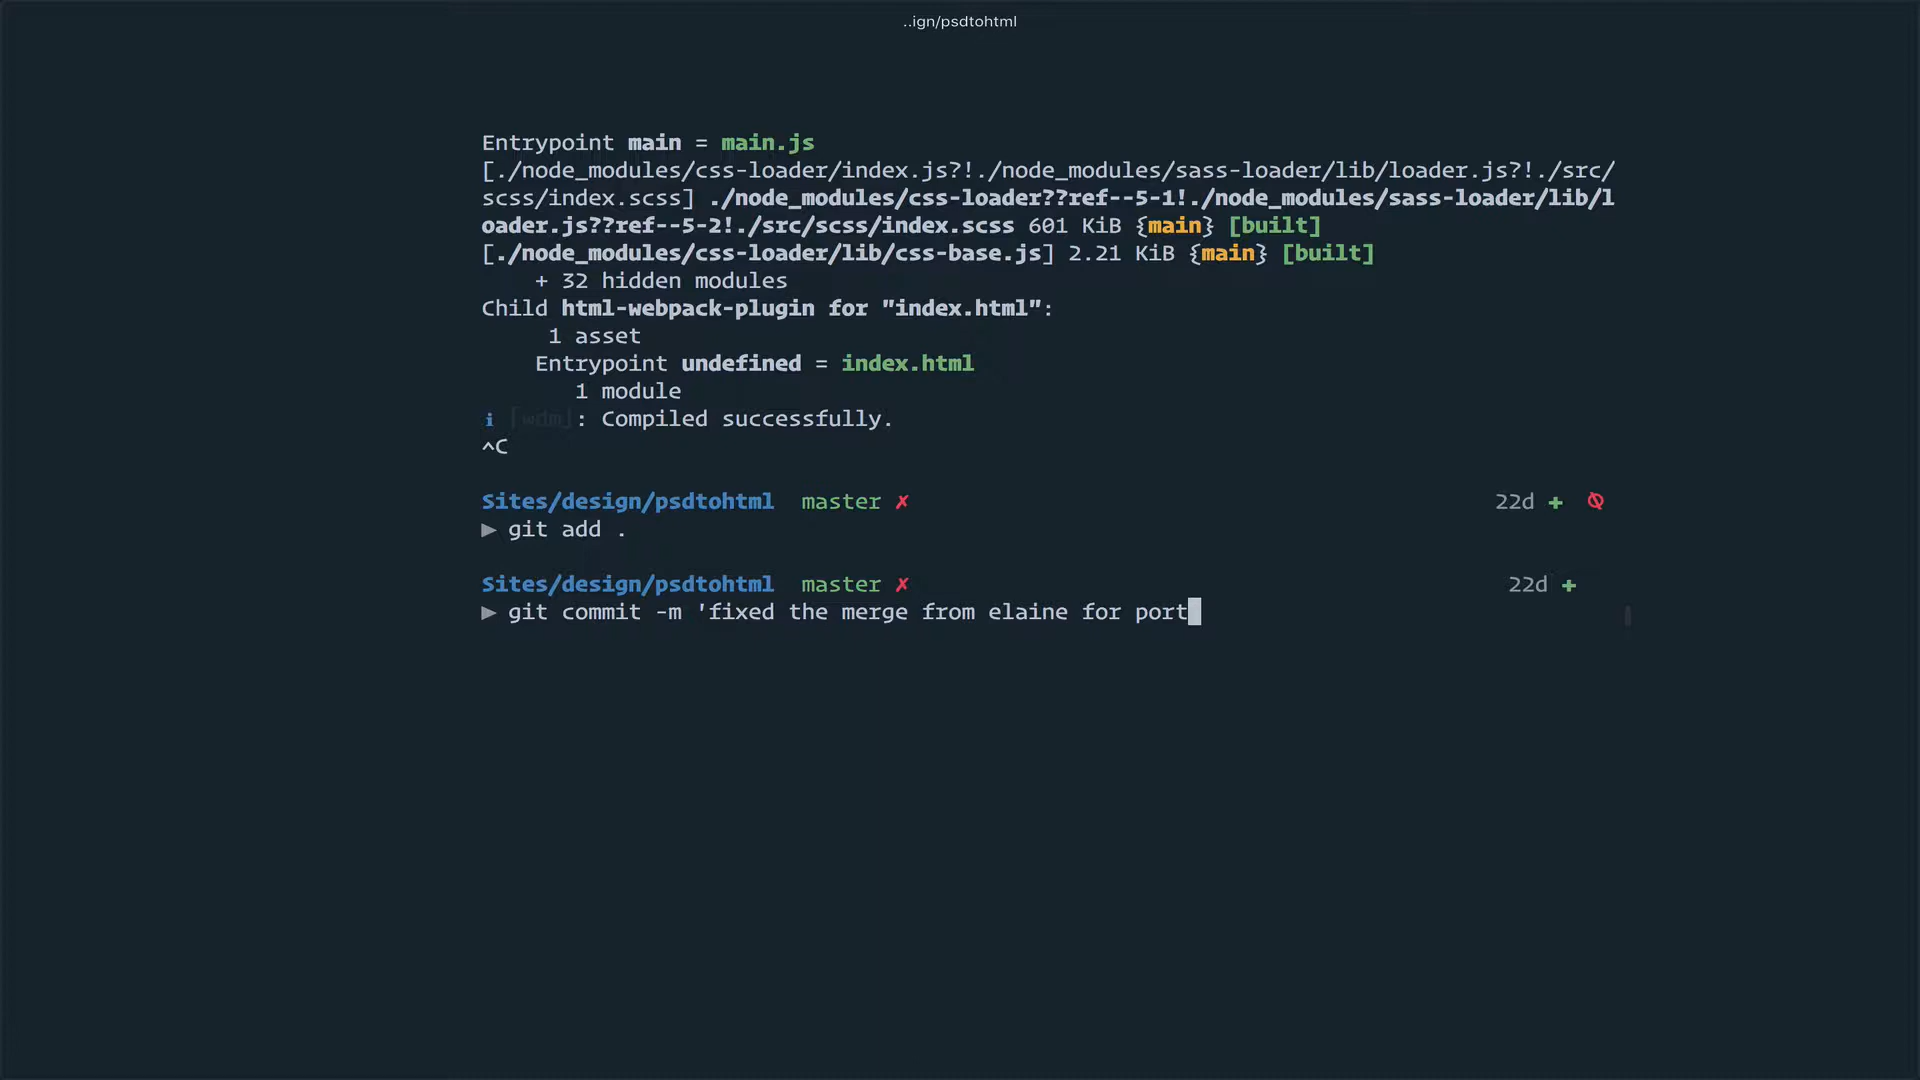 ..ign/psdtohtml
Entrypoint main = main.js
[./node_modules/css-loader/index.js?!./node_modules/sass-loader/lib/loader.js?!./src/
scss/index.scss] ./node_modules/css-loader??ref--5-1!./node_modules/sass-loader/lib/l
oader.js??ref--5-2!./src/scss/index.scss 601 KiB {main} [built]
[./node_modules/css-loader/lib/css-base.js] 2.21 KiB {main} [built]
+ 32 hidden modules
Child html-webpack-plugin for "index.html":
1 asset
Entrypoint undefined = index.html
1 module
i [wdm]: Compiled successfully.
^C
Sites/design/psdtohtml master ✗ 22d +
▶ git add .
Sites/design/psdtohtml master ✗ 22d +
▶ git commit -m 'fixed the merge from elaine for port